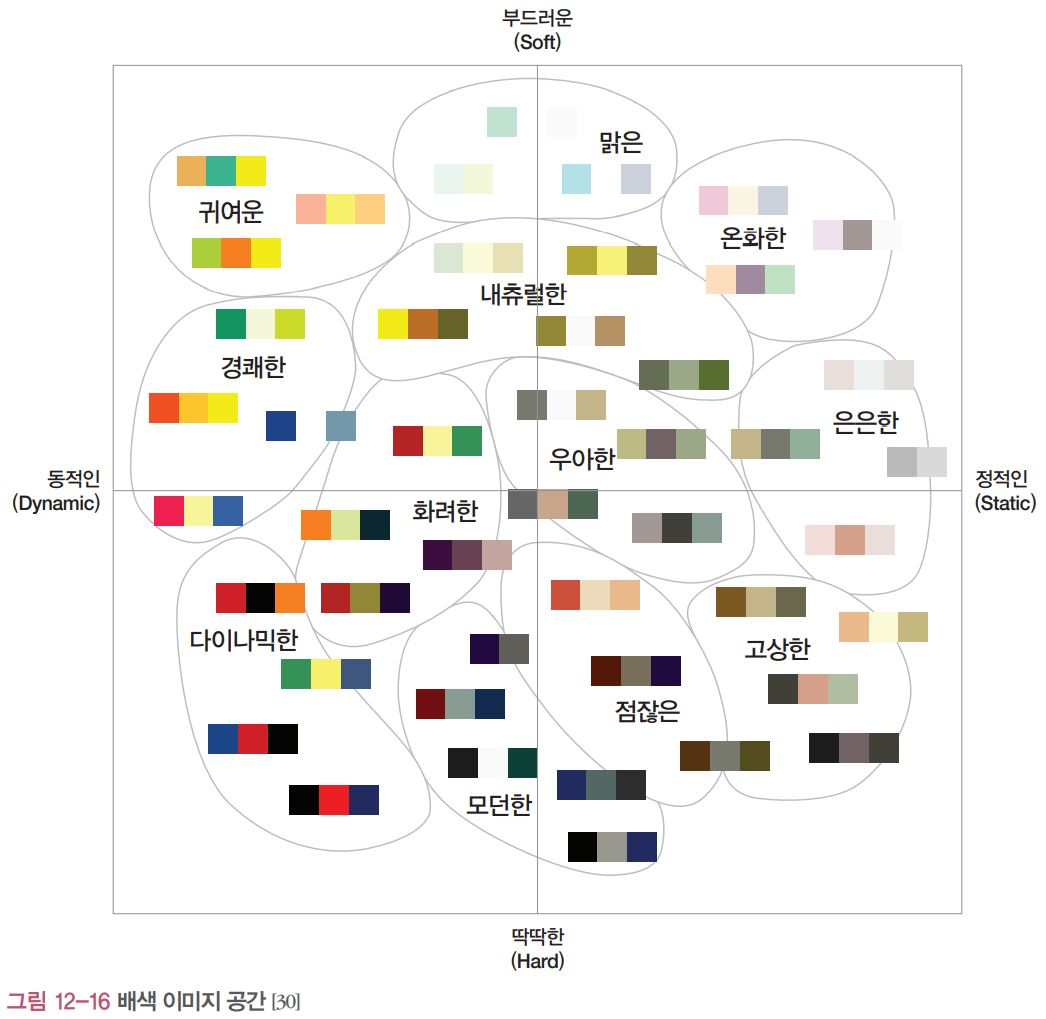 부드러운
(Soft)
맑은
귀여운
온화한
내츄럴한
경쾌한
은은한
우아한
동적인
(Dynamic)
정적인
(Static)
화려한
다이나믹한
고상한
점잖은
모던한
딱딱한
(Hard)
그림 12-16 배색 이미지 공간 [30]